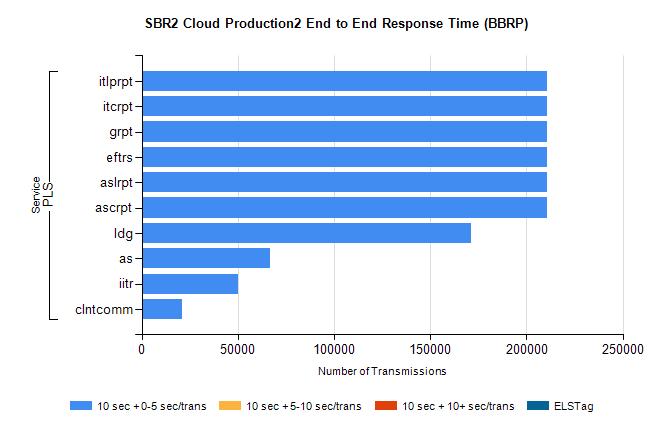 SBR2 Cloud Production2 End to End Response Time (BBRP)
Service
PLS
itlprpt
itcrpt
grpt
eftrs
aslrpt
ascrpt
ldg
as
iitr
clntcomm
0 50000 100000 150000 200000 250000
Number of Transmissions
10 sec +0-5 sec/trans 10 sec +5-10 sec/trans 10 sec + 10+ sec/trans ELSTag